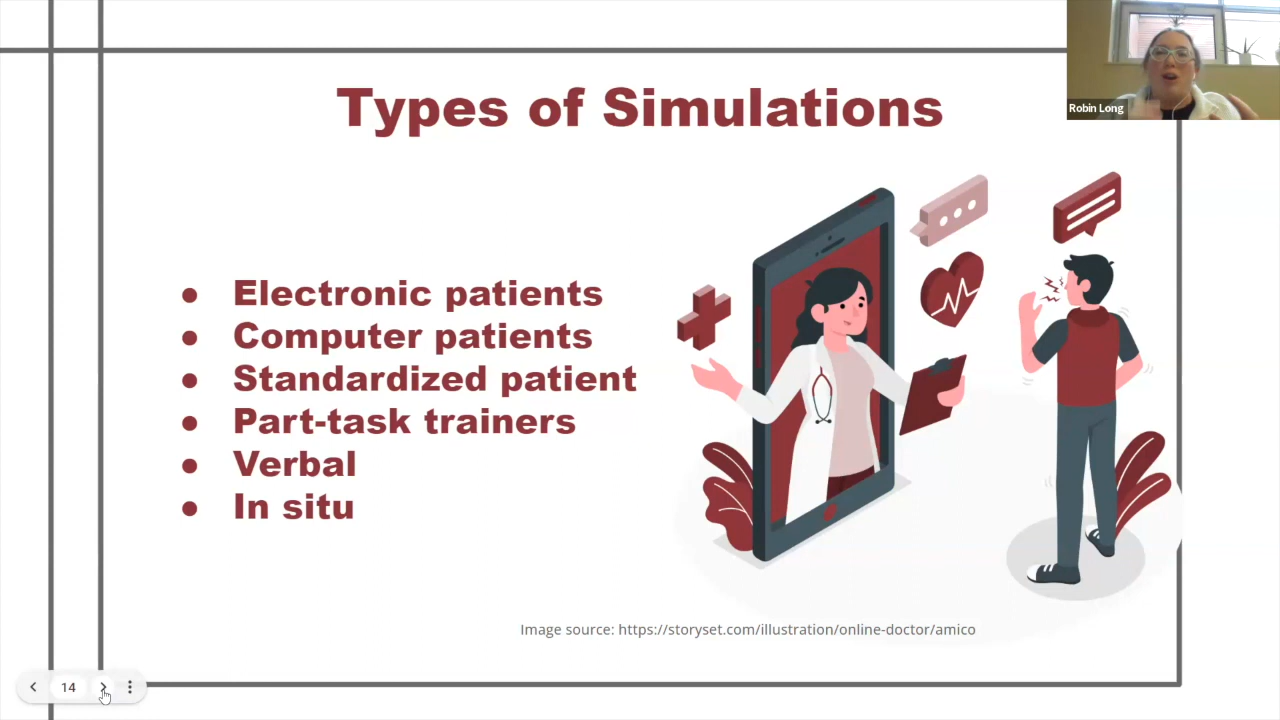 Types of Simulations
Robin Long
● Electronic patients
● Computer patients
● Standardized patient
● Part-task trainers
● Verbal
● In situ
Image source: https://storyset.com/illustration/online-doctor/amico
14